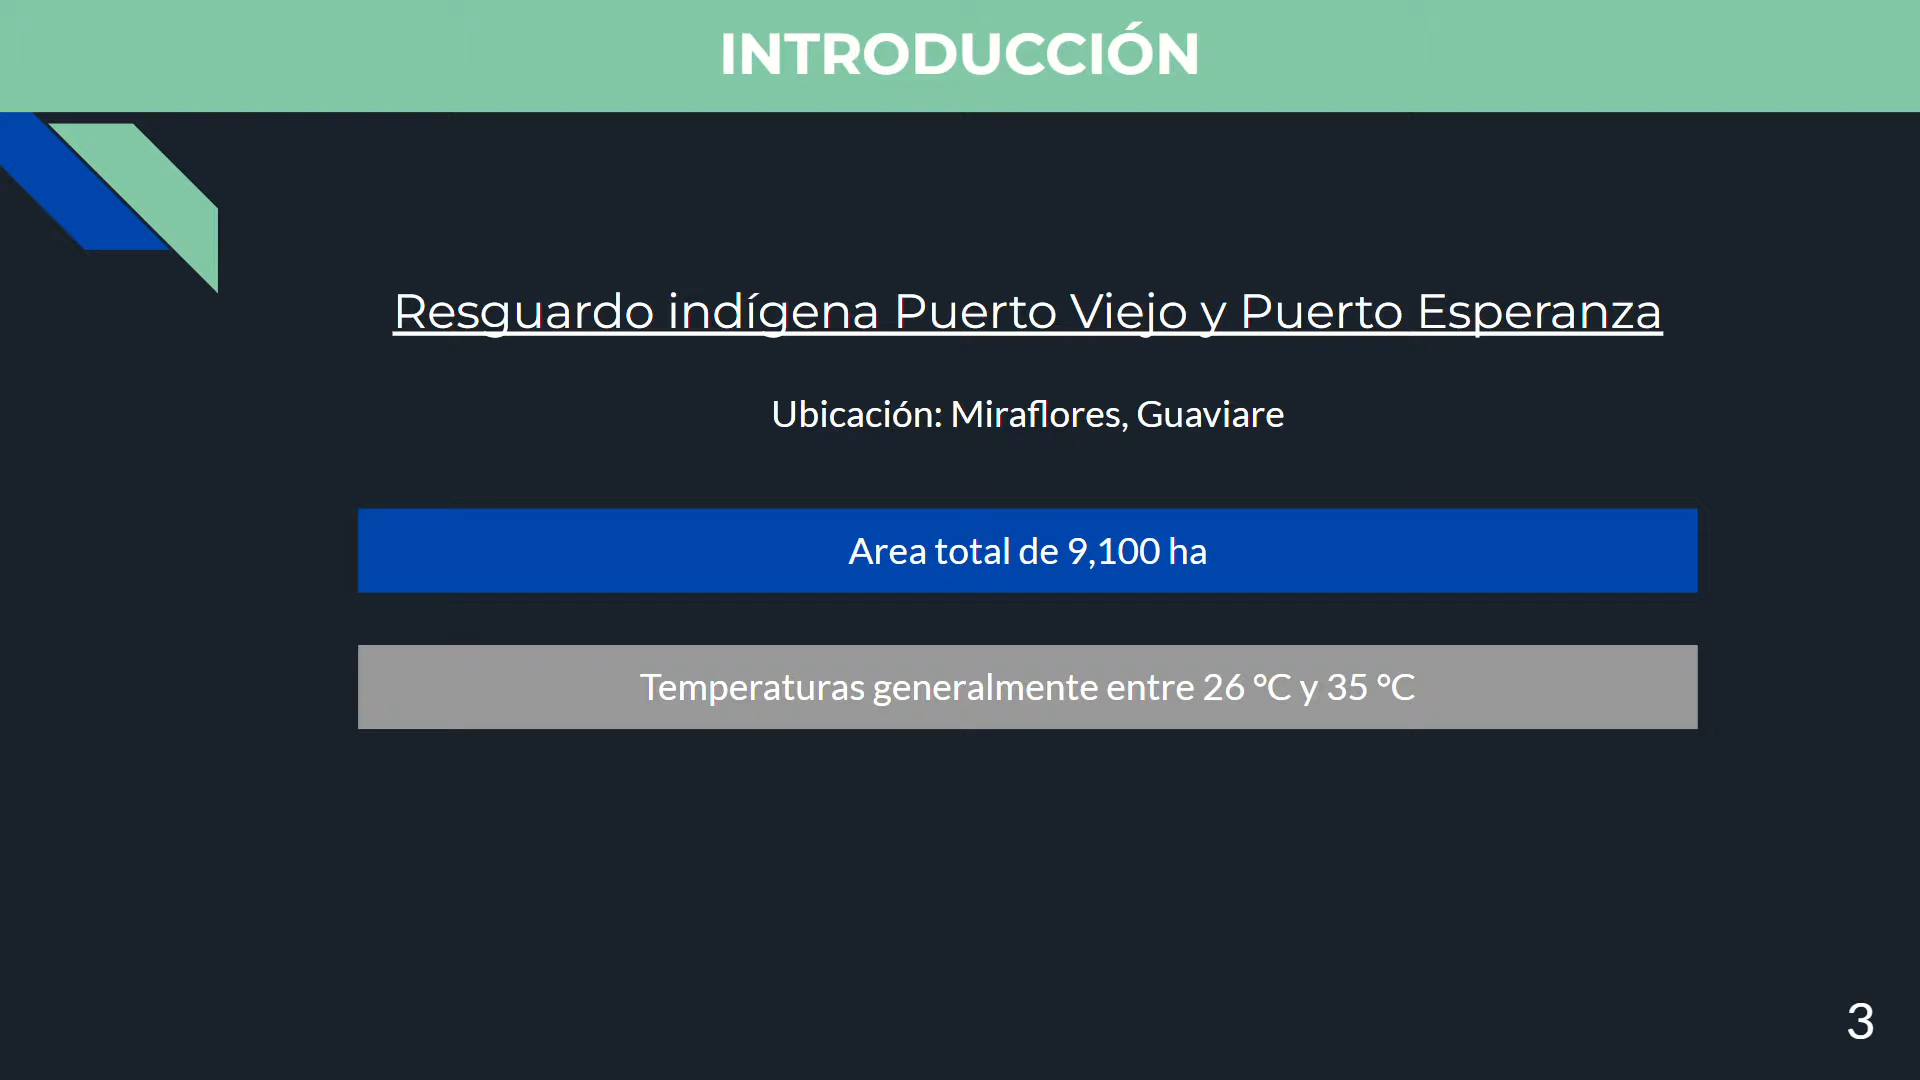 INTRODUCCIÓN
Resguardo indígena Puerto Viejo y Puerto Esperanza
Ubicación: Miraflores, Guaviare
Area total de 9,100 ha
Temperaturas generalmente entre 26 °C y 35 °C
3